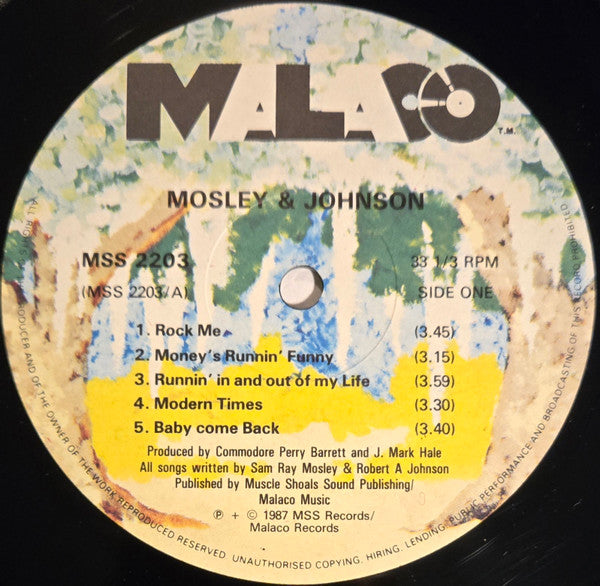 MALACO
T.M.
MOSLEY & JOHNSON
MSS 2203
33 1/3 RPM
(MSS 2203/A)
SIDE ONE
1. Rock Me (3.45)
2. Money's Runnin' Funny (3.15)
3. Runnin' in and out of my Life (3.59)
4. Modern Times (3.30)
5. Baby come Back (3.40)
Produced by Commodore Perry Barrett and J. Mark Hale
All songs written by Sam Ray Mosley & Robert A Johnson
Published by Muscle Shoals Sound Publishing/
Malaco Music
℗ + © 1987 MSS Records/
Malaco Records
ALL RIGHTS PRODUCER AND OF THE OWNER OF THE WORK REPRODUCED RESERVED. UNAUTHORISED COPYING, HIRING, LENDING, PUBLIC PERFORMANCE AND BROADCASTING OF THIS RECORD PROHIBITED